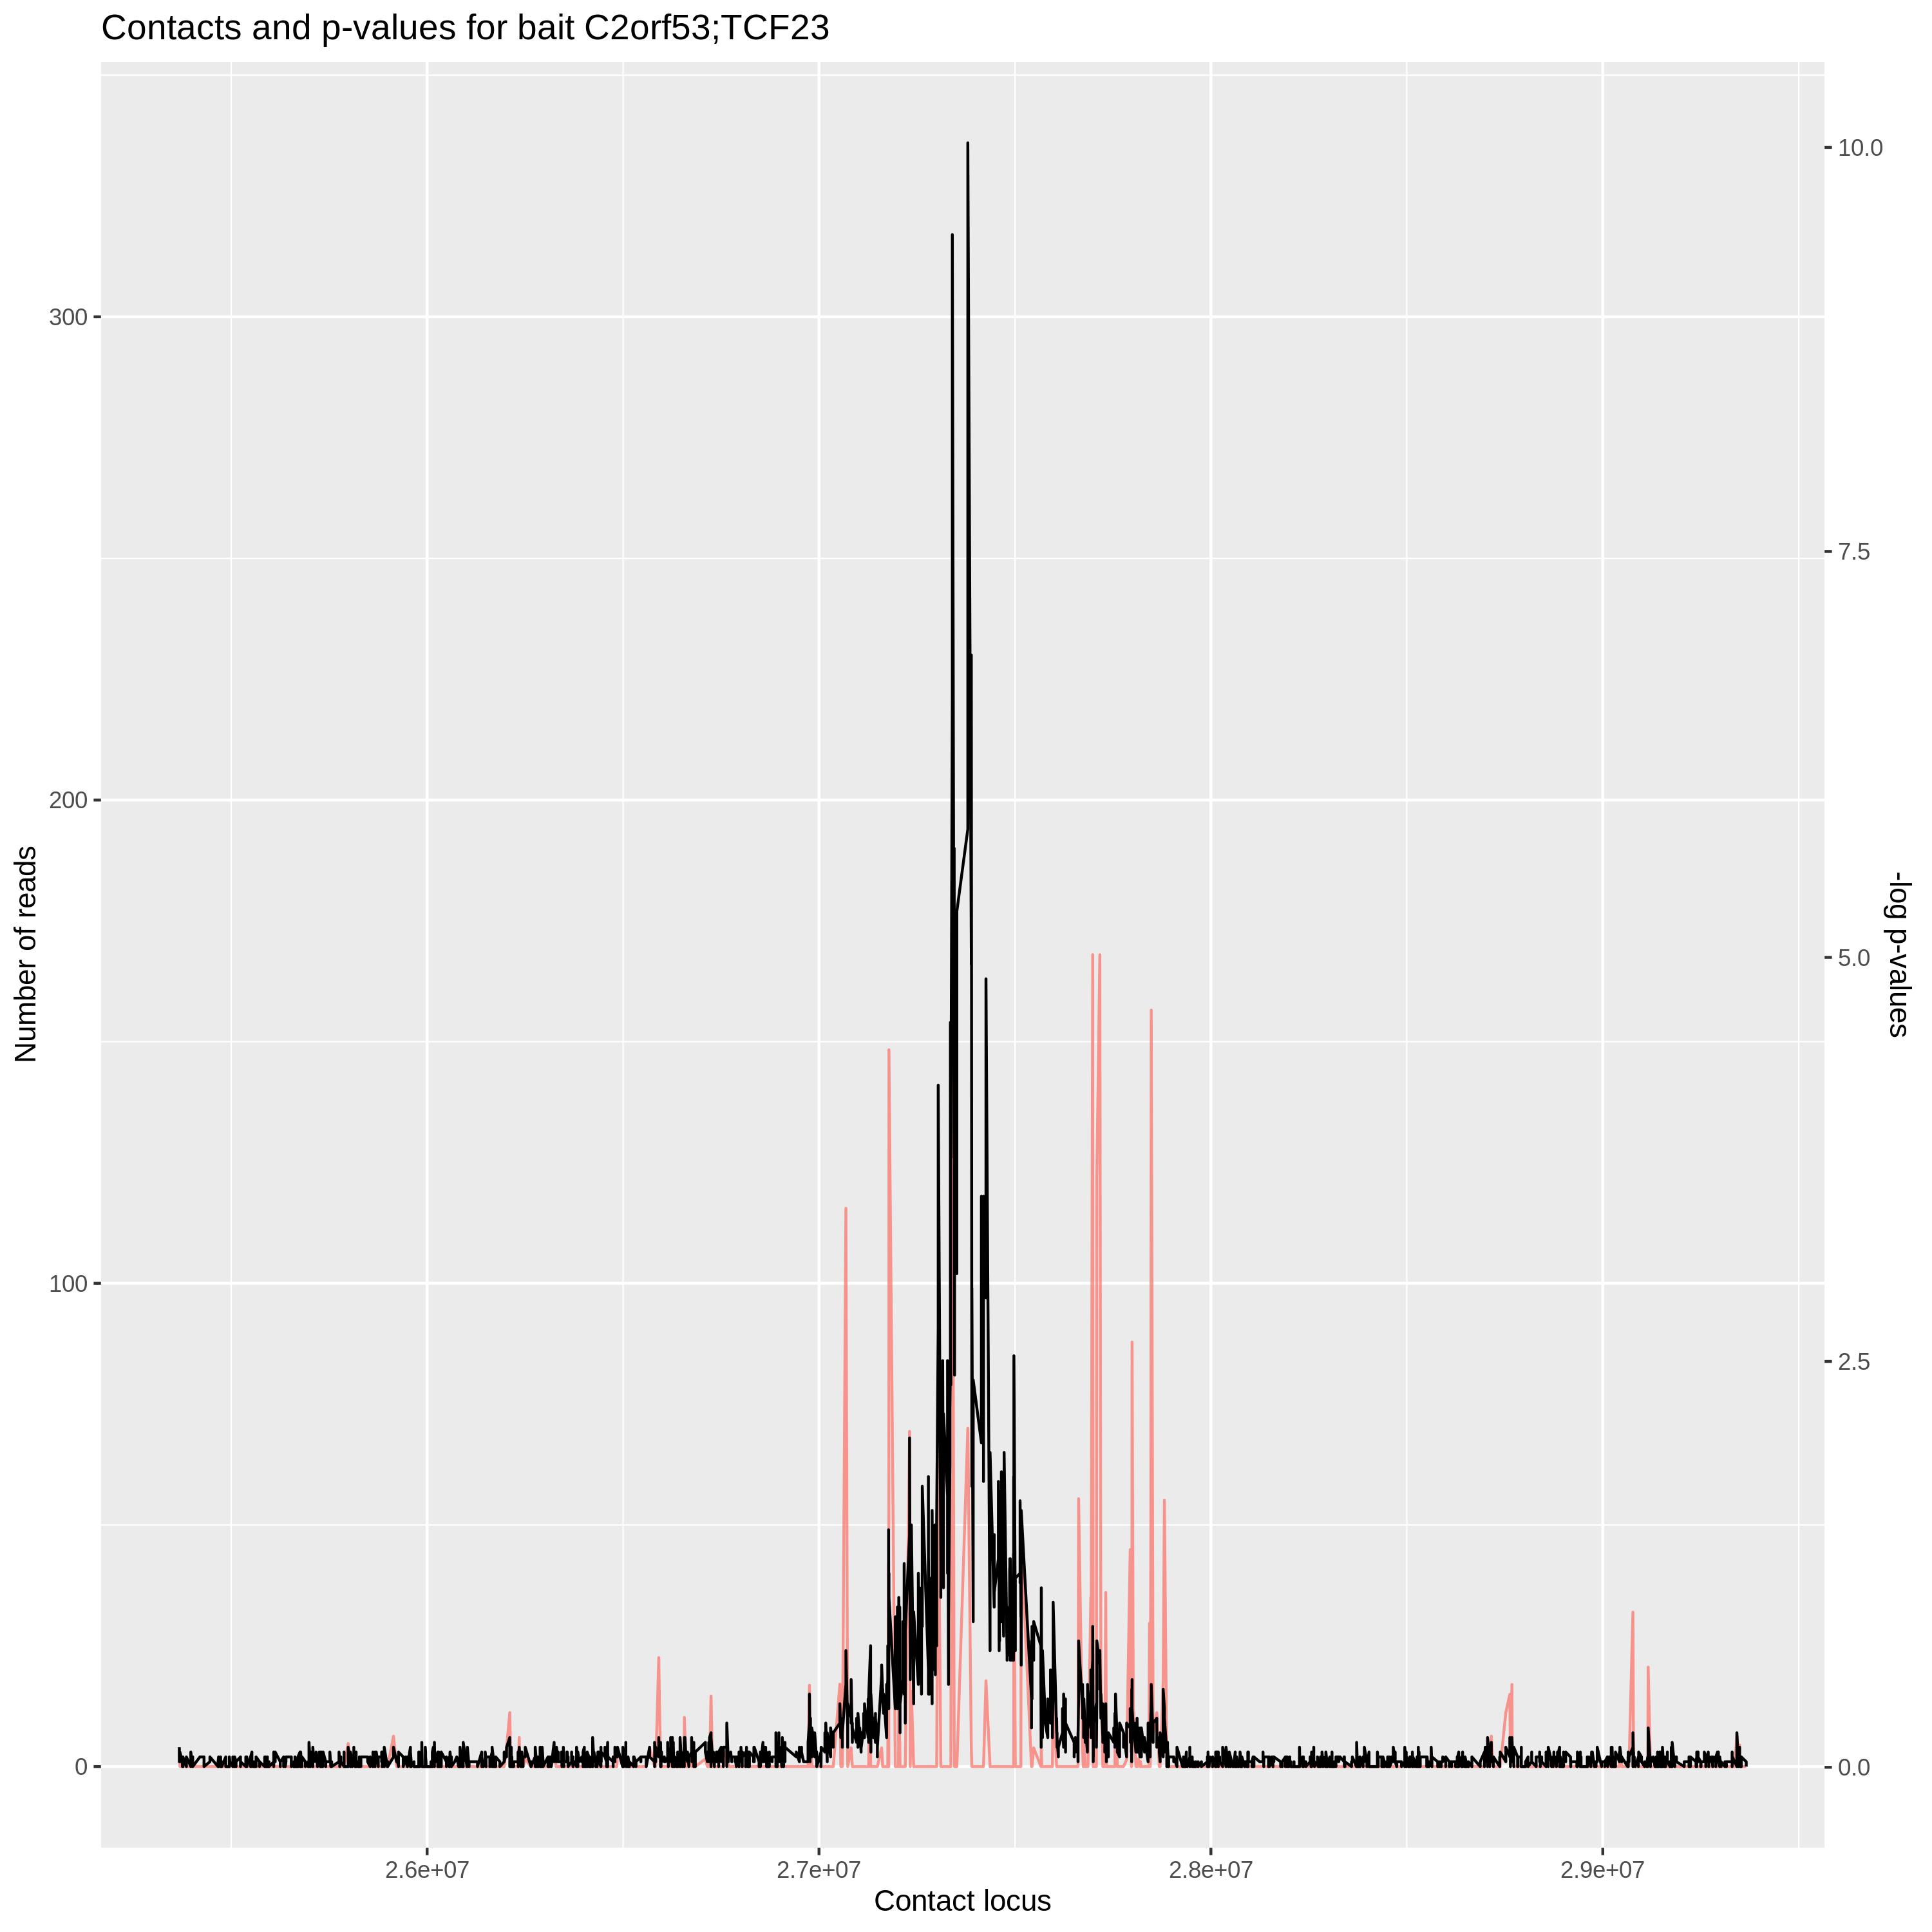 Contacts and p-values for bait C2orf53;TCF23
300
200
100
0
Number of reads
10.0
7.5
5.0
2.5
0.0
-log p-values
2.6e+07
2.7e+07
2.8e+07
2.9e+07
Contact locus